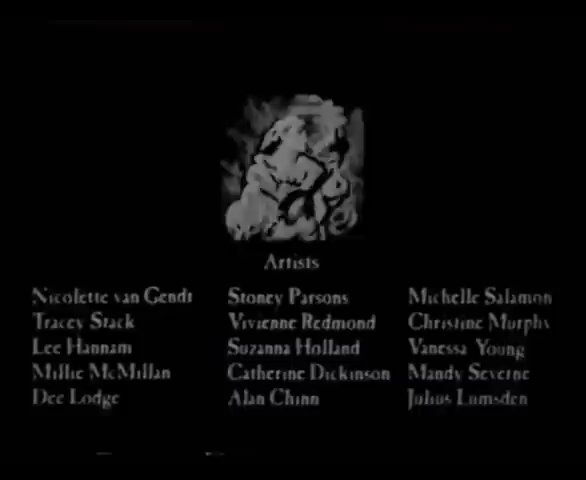 Artists
Nicolette van Gendt Stoney Parsons Michelle Salamon
Tracey Stack Vivienne Redmond Christine Murphy
Lee Hannam Suzanna Holland Vanessa Young
Millie McMillan Catherine Dickinson Mandy Severne
Dee Lodge Alan Chinn Julius Lumsden